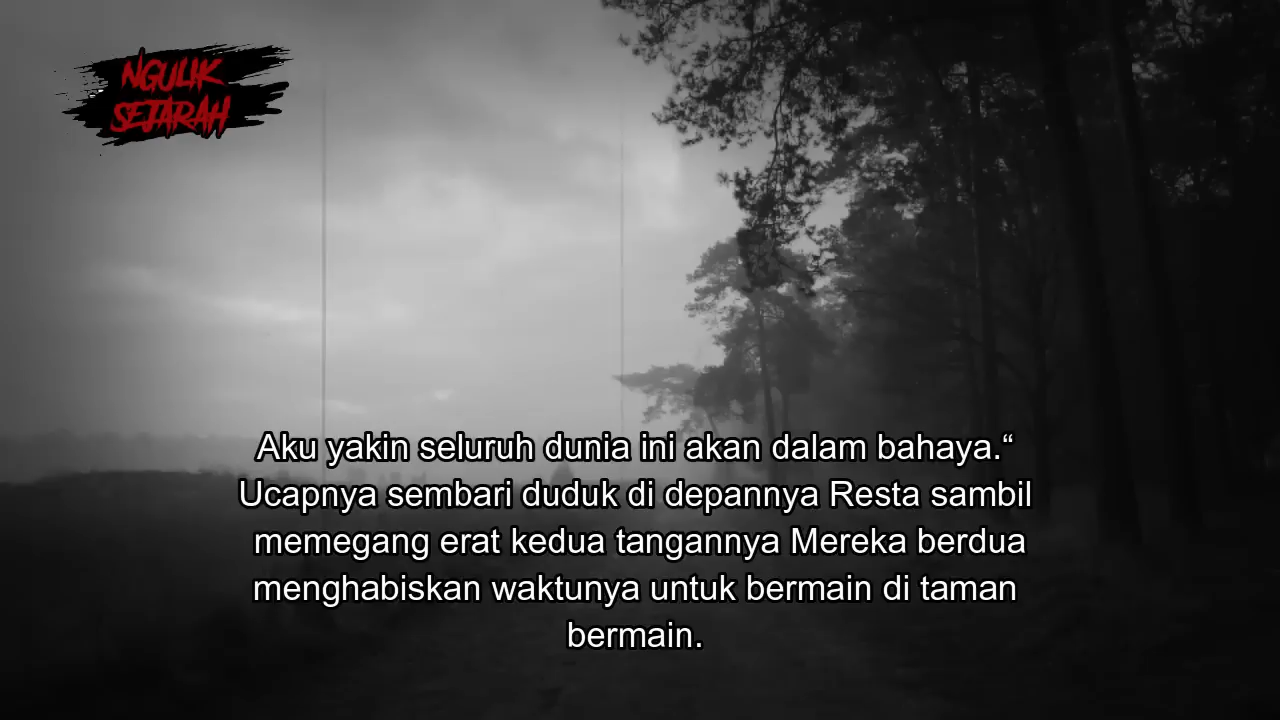 NGULIK
SEJARAH
Aku yakin seluruh dunia ini akan dalam bahaya.“
Ucapnya sembari duduk di depannya Resta sambil
memegang erat kedua tangannya Mereka berdua
menghabiskan waktunya untuk bermain di taman
bermain.